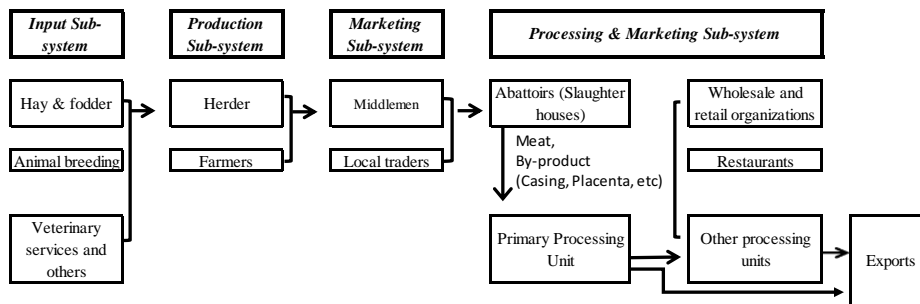 Input Sub-
system
Production
Sub-system
Marketing
Sub-system
Processing & Marketing Sub-system
Hay & fodder
Animal breeding
Veterinary
services and
others
Herder
Farmers
Middlemen
Local traders
Abattoirs (Slaughter
houses)
Meat,
By-product
(Casing, Placenta, etc)
Primary Processing
Unit
Wholesale and
retail organizations
Restaurants
Other processing
units
Exports